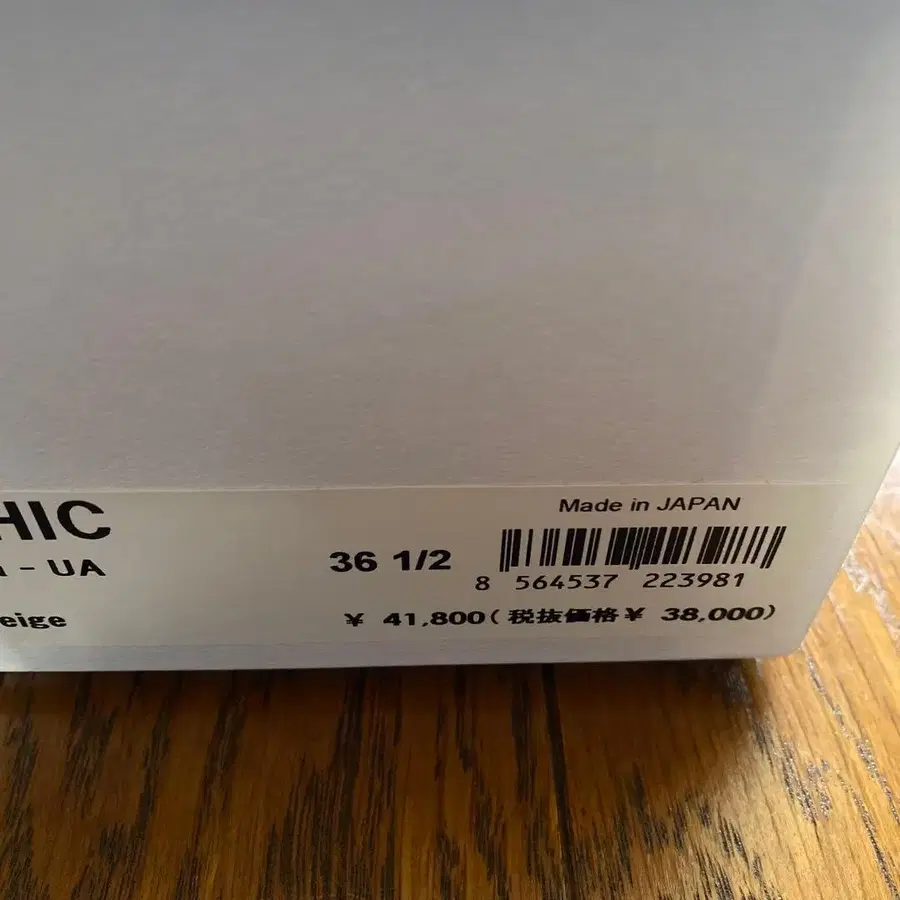 HIC
- UA
eige
36 1/2
Made in JAPAN
8 564537 223981
¥ 41,800(税抜価格¥ 38,000)